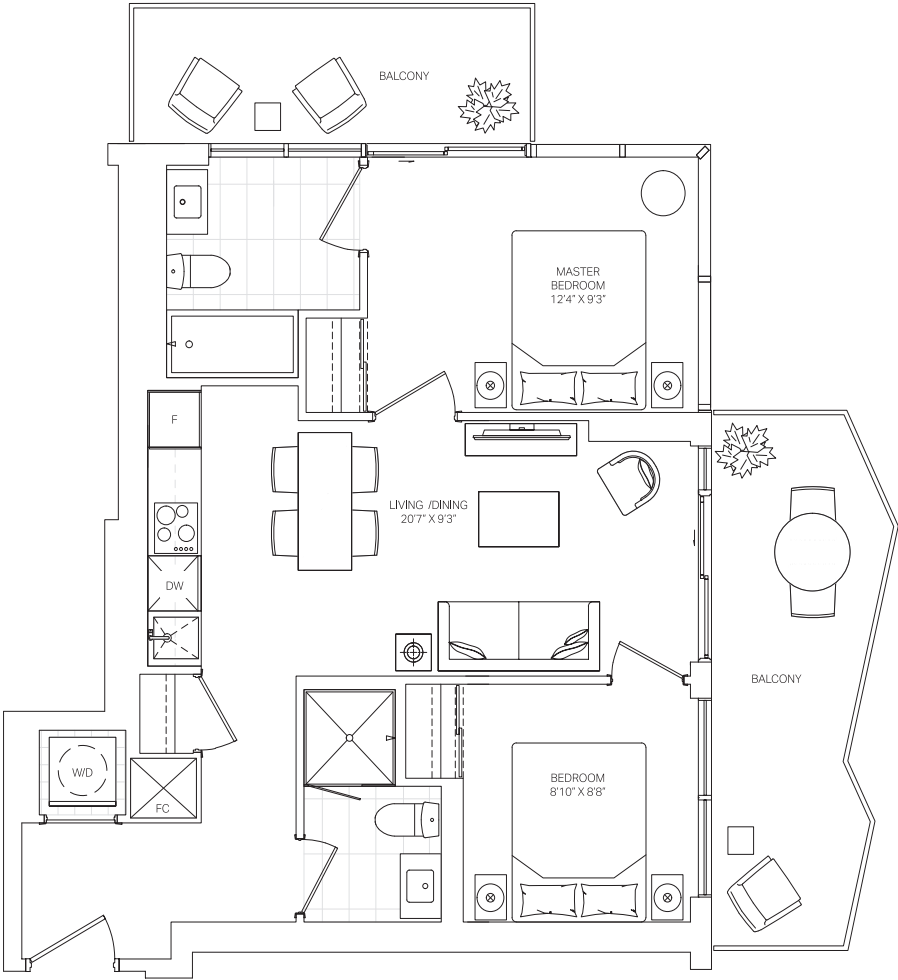 BALCONY
MASTER
BEDROOM
12'4" X 9'3"
F
LIVING /DINING
20'7" X 9'3"
DW
BALCONY
W/D
FC
BEDROOM
8'10" X 8'8"